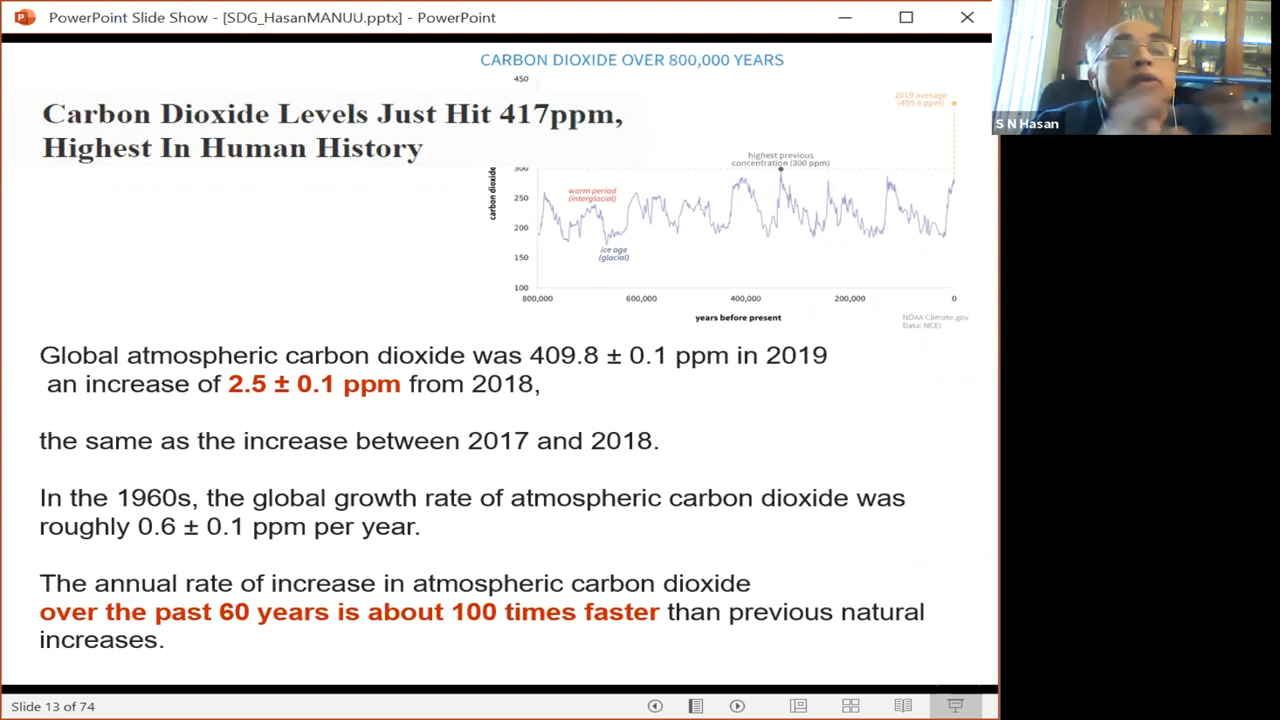 PowerPoint Slide Show - [SDG_HasanMANUU.pptx] - PowerPoint
CARBON DIOXIDE OVER 800,000 YEARS
Carbon Dioxide Levels Just Hit 417ppm,
Highest In Human History
450
2019 average
(409.8 ppm)
highest previous
concentration (300 ppm)
300
250
200
150
100
carbon dioxide
warm period
(interglacial)
ice age
(glacial)
800,000
600,000
400,000
200,000
0
years before present
NOAA Climate.gov
Data: NCEI
Global atmospheric carbon dioxide was 409.8 ± 0.1 ppm in 2019
an increase of 2.5 ± 0.1 ppm from 2018,
the same as the increase between 2017 and 2018.
In the 1960s, the global growth rate of atmospheric carbon dioxide was
roughly 0.6 ± 0.1 ppm per year.
The annual rate of increase in atmospheric carbon dioxide
over the past 60 years is about 100 times faster than previous natural
increases.
Slide 13 of 74
S N Hasan